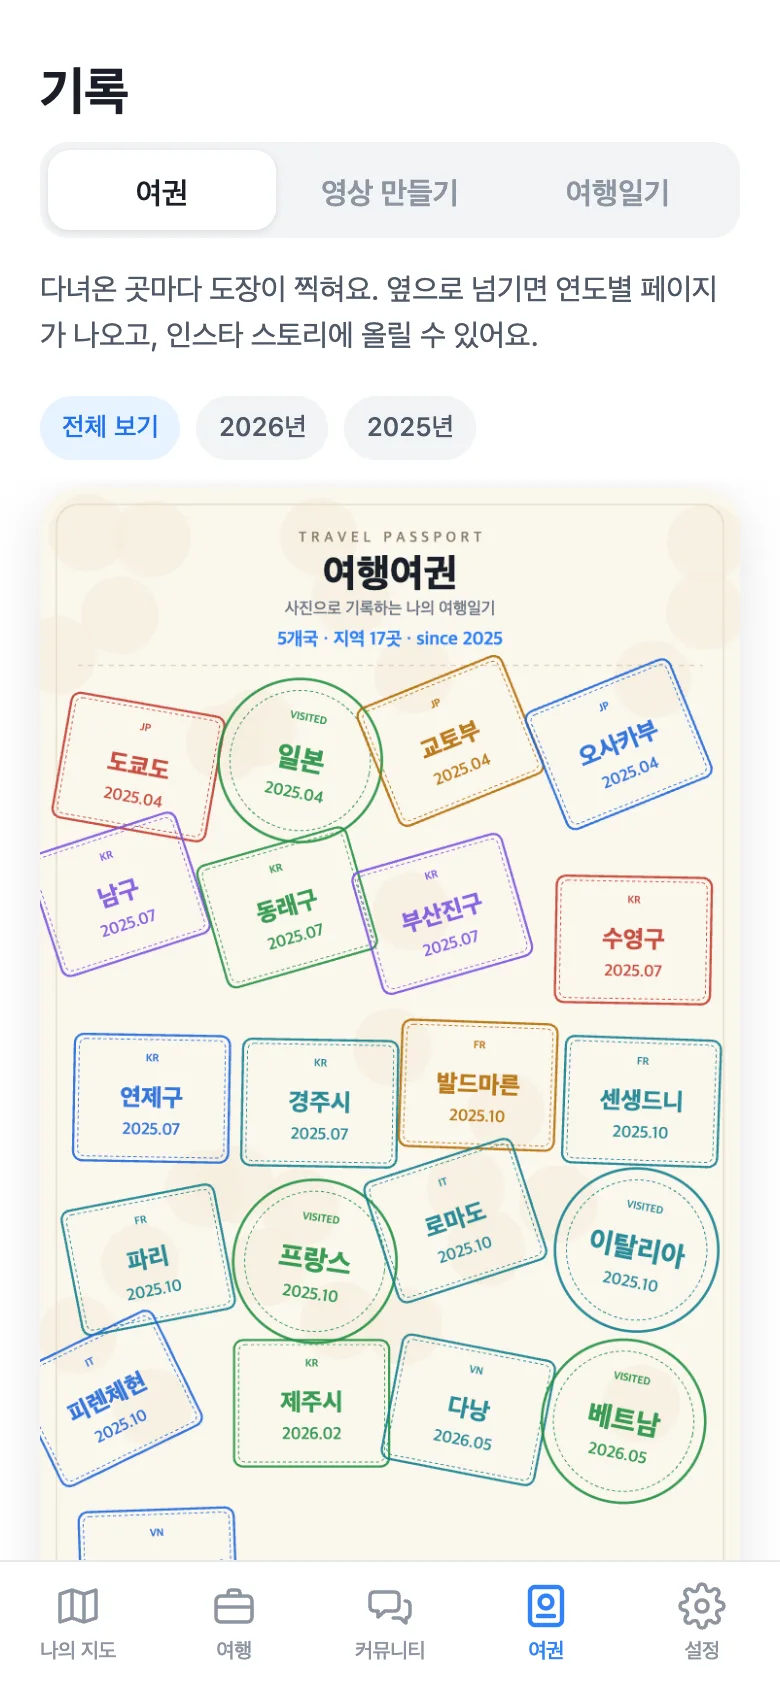 기록
여권 영상 만들기 여행일기
다녀온 곳마다 도장이 찍혀요. 옆으로 넘기면 연도별 페이지
가 나오고, 인스타 스토리에 올릴 수 있어요.
전체 보기 2026년 2025년
TRAVEL PASSPORT
여행여권
사진으로 기록하는 나의 여행일기
5개국 · 지역 17곳 · since 2025
JP
도쿄도
2025.04
VISITED
일본
2025.04
JP
교토부
2025.04
JP
오사카부
2025.04
KR
남구
2025.07
KR
동래구
2025.07
KR
부산진구
2025.07
KR
수영구
2025.07
KR
연제구
2025.07
KR
경주시
2025.07
FR
발드마른
2025.10
FR
센생드니
2025.10
FR
파리
2025.10
VISITED
프랑스
2025.10
IT
로마도
2025.10
VISITED
이탈리아
2025.10
IT
피렌체현
2025.10
KR
제주시
2026.02
VN
다낭
2026.05
VISITED
베트남
2026.05
VN
나의 지도 여행 커뮤니티 여권 설정